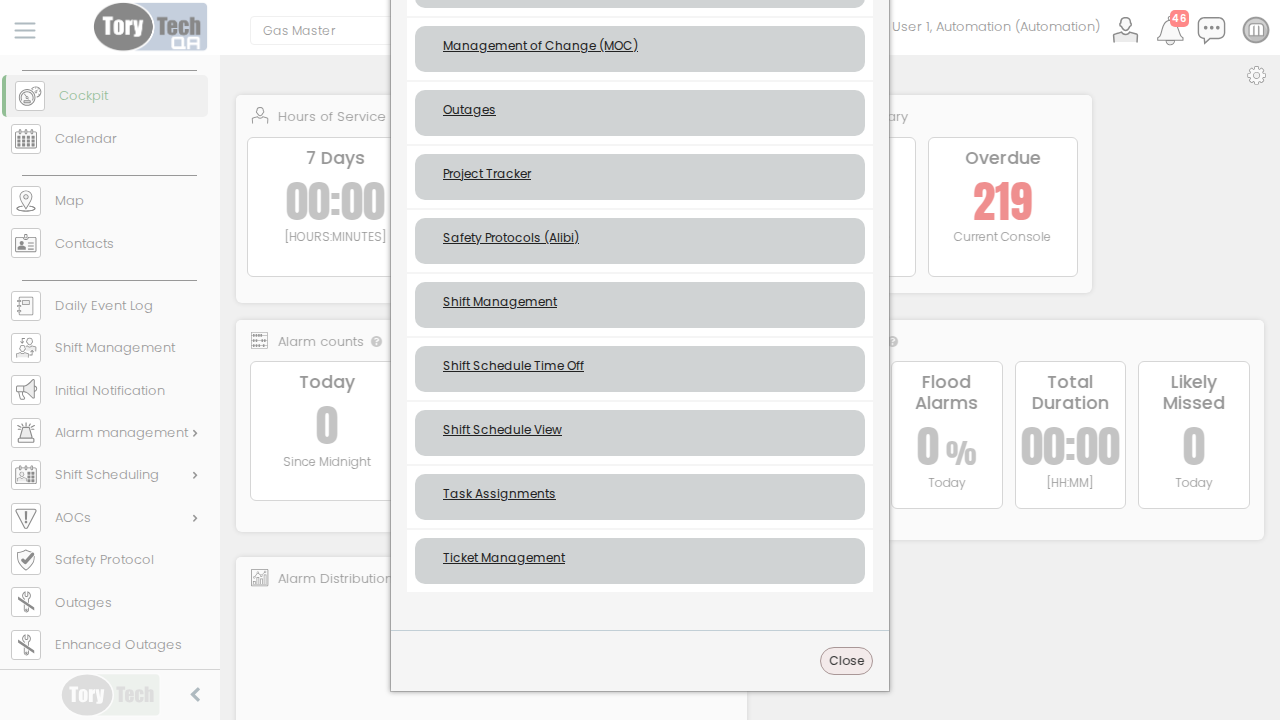 Tory Tech
QA
Gas Master
User 1, Automation (Automation)
46
Cockpit
Calendar
Map
Contacts
Daily Event Log
Shift Management
Initial Notification
Alarm management
Shift Scheduling
AOCs
Safety Protocol
Outages
Enhanced Outages
Tory Tech
Hours of Service
7 Days
00:00
[HOURS:MINUTES]
Overdue
219
Current Console
Alarm counts
Today
0
Since Midnight
Flood
Alarms
0 %
Today
Total
Duration
00:00
[HH:MM]
Likely
Missed
0
Today
Alarm Distribution
Management of Change (MOC)
Outages
Project Tracker
Safety Protocols (Alibi)
Shift Management
Shift Schedule Time Off
Shift Schedule View
Task Assignments
Ticket Management
Close